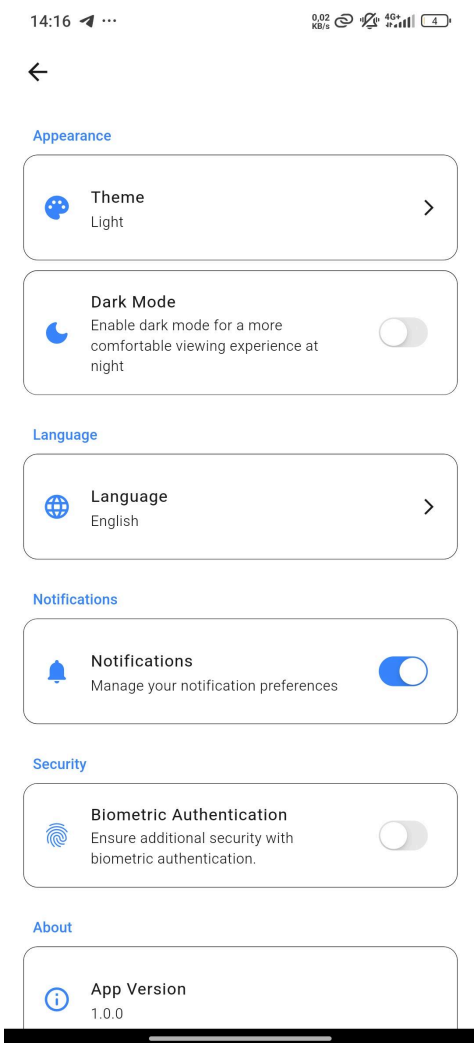 14:16
0,02
KB/s
4G+
4
Appearance
Theme
Light
Dark Mode
Enable dark mode for a more
comfortable viewing experience at
night
Language
Language
English
Notifications
Notifications
Manage your notification preferences
Security
Biometric Authentication
Ensure additional security with
biometric authentication.
About
App Version
1.0.0